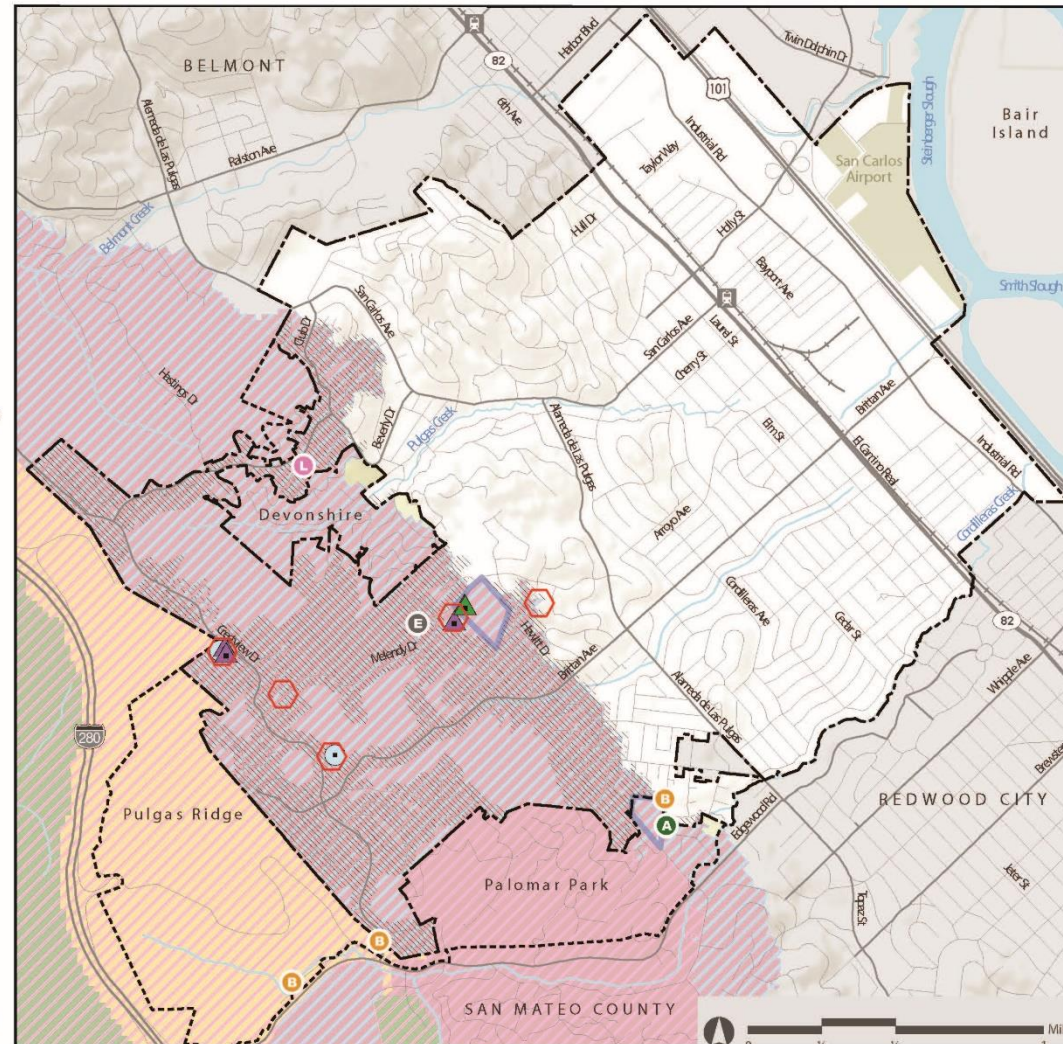 BELMONT
82
Harbor Blvd
Twin Dolphin Dr
101
Steinberger Slough
Bair
Island
Alameda de Las Pulgas
Ralston Ave
6th Ave
Industrial Rd
San Carlos
Airport
Taylor Way
Belmont Creek
Hull Dr
Holly St
Bayport Ave
Smith Slough
San Carlos Ave
Club Dr
San Carlos Ave
Laurel St
Cherry St
Hastings Dr
Brittan Ave
Beverly Dr
Pulgas Creek
Elm St
Alameda de Las Pulgas
El Camino Real
Industrial Rd
L
Devonshire
Arroyo Ave
Cordilleras Creek
E
Hewitt Dr
Cordilleras Ave
Cedar St
82
Crestview Dr
Melendy Dr
Brittan Ave
Whipple Ave
280
Alameda de Las Pulgas
Brewster
Pulgas Ridge
B
REDWOOD CITY
A
Edgewood Rd
Palomar Park
Jeter St
Topaz St
B
B
SAN MATEO COUNTY
Mil